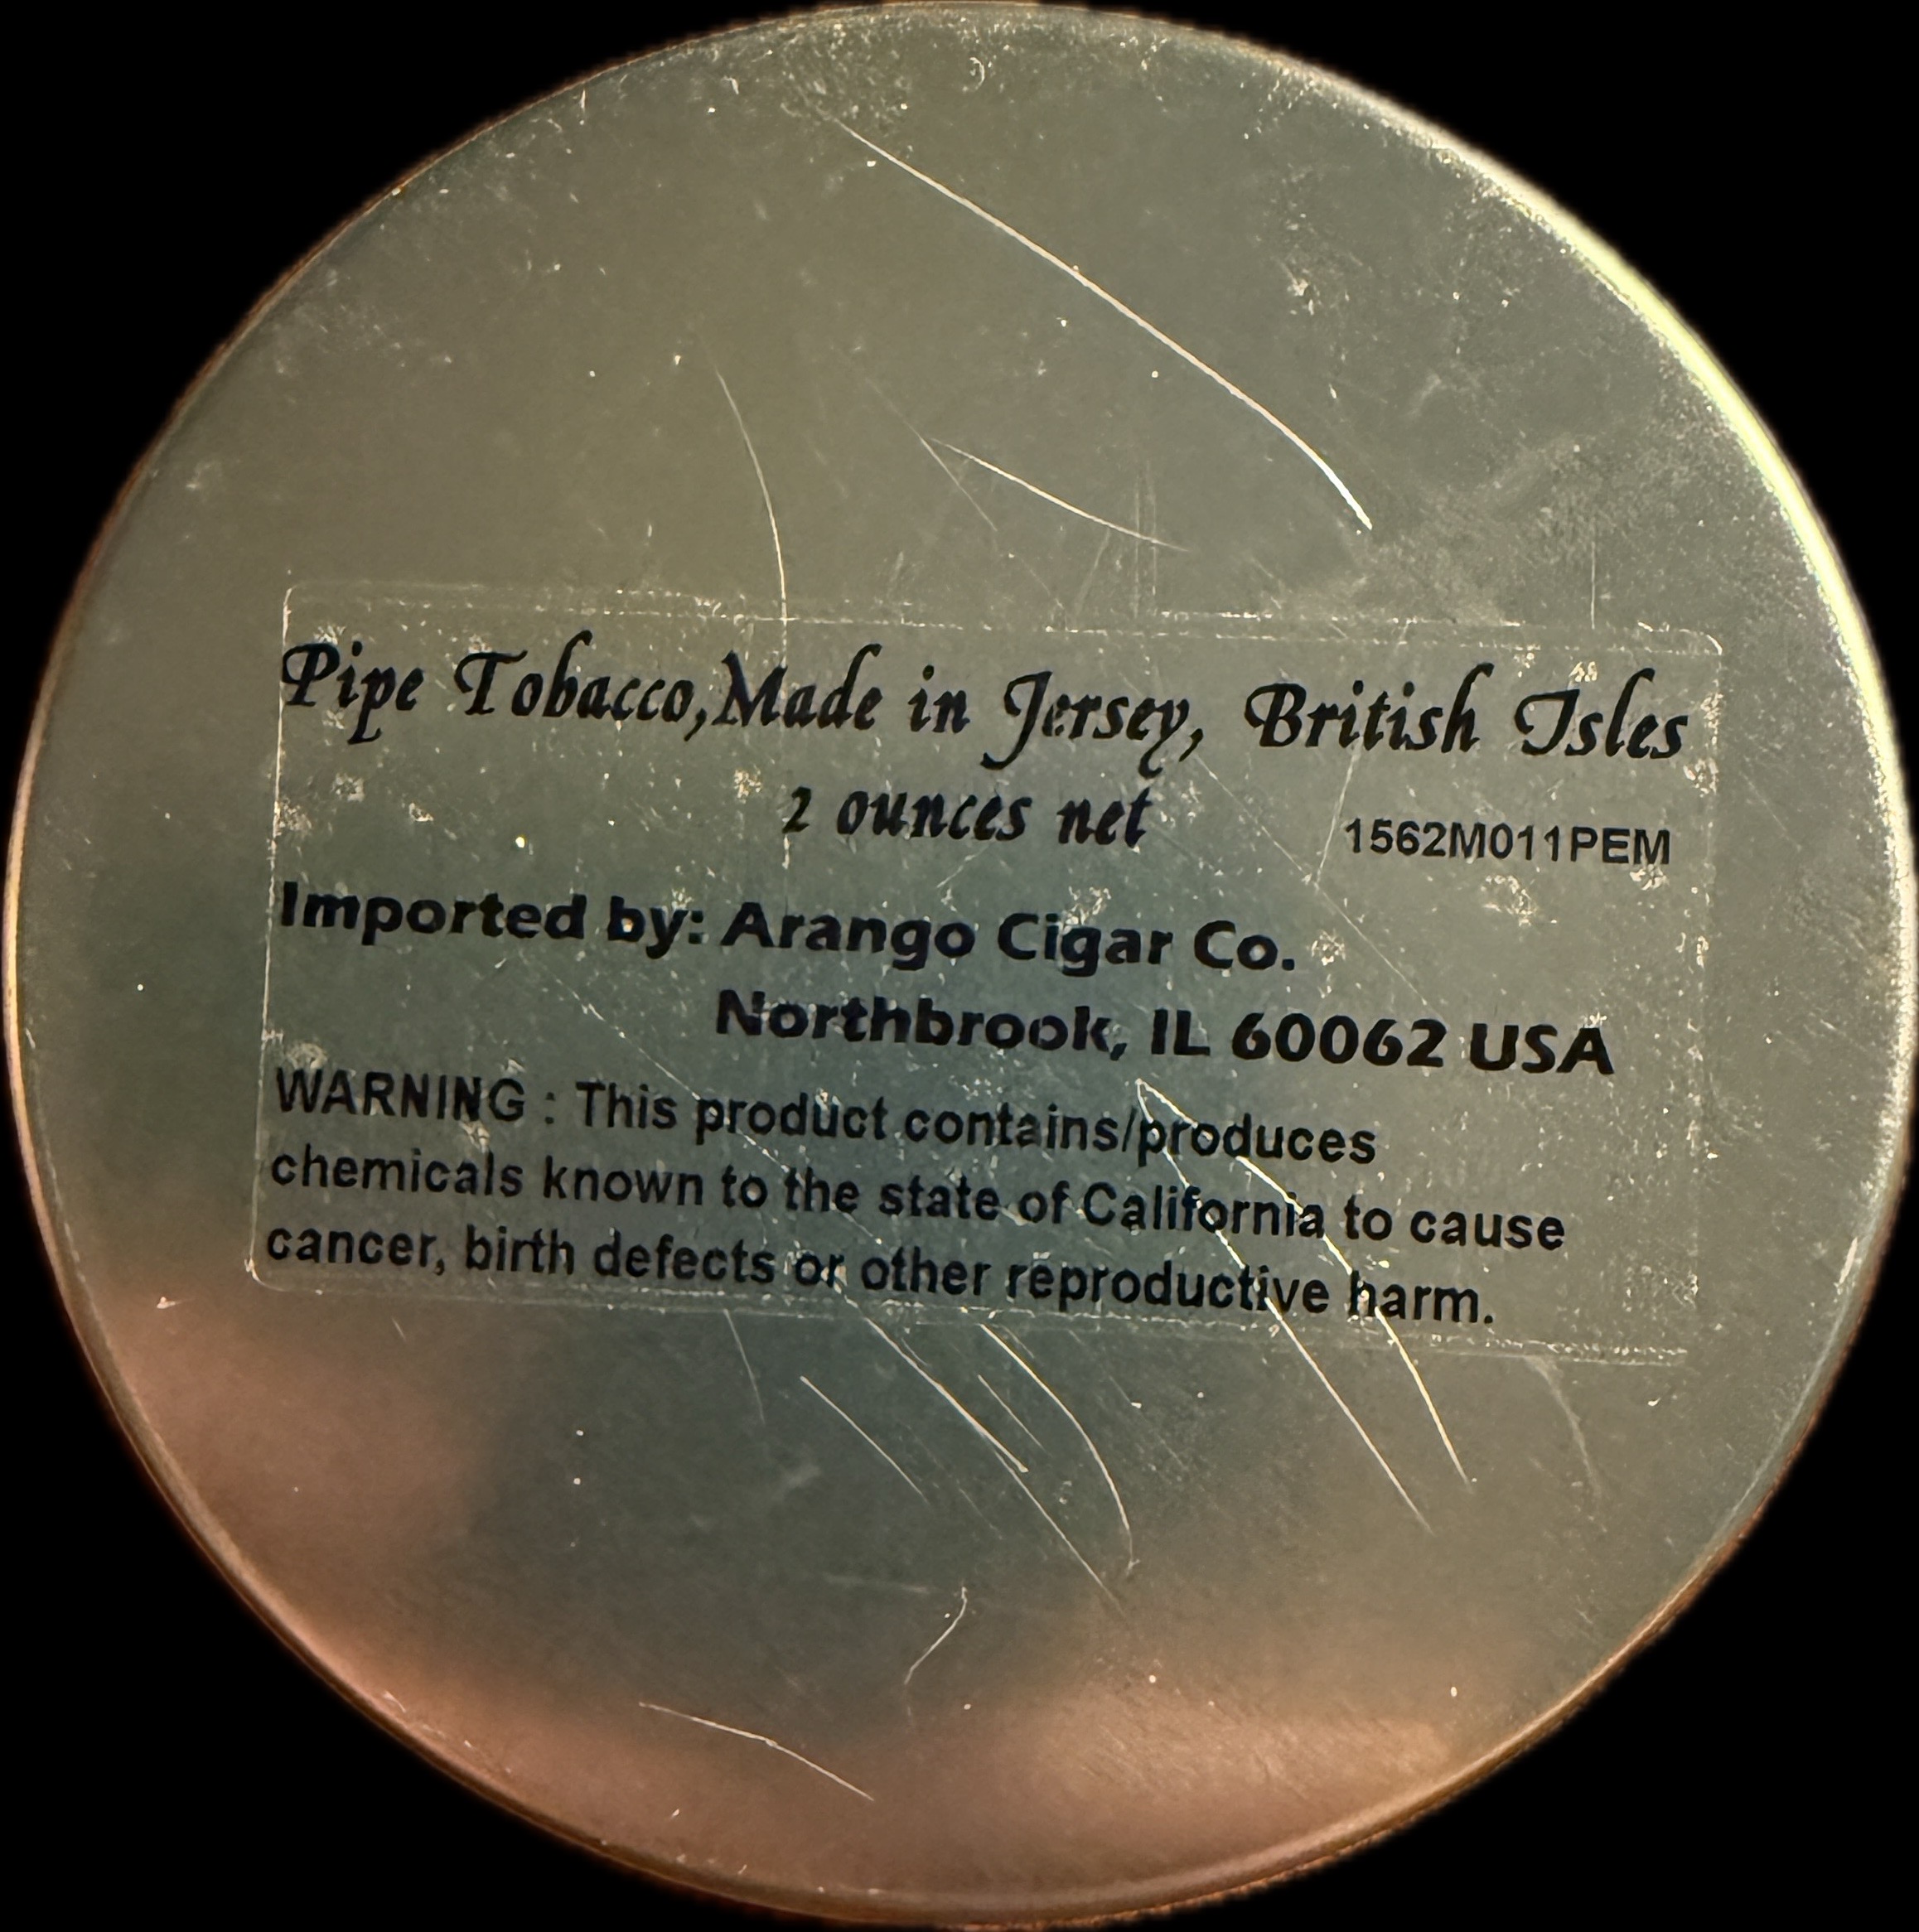 Pipe Tobacco,Made in Jersey, British Isles
2 ounces net 1562M011PEM
Imported by: Arango Cigar Co.
Northbrook, IL 60062 USA
WARNING : This product contains/produces
chemicals known to the state of California to cause
cancer, birth defects or other reproductive harm.